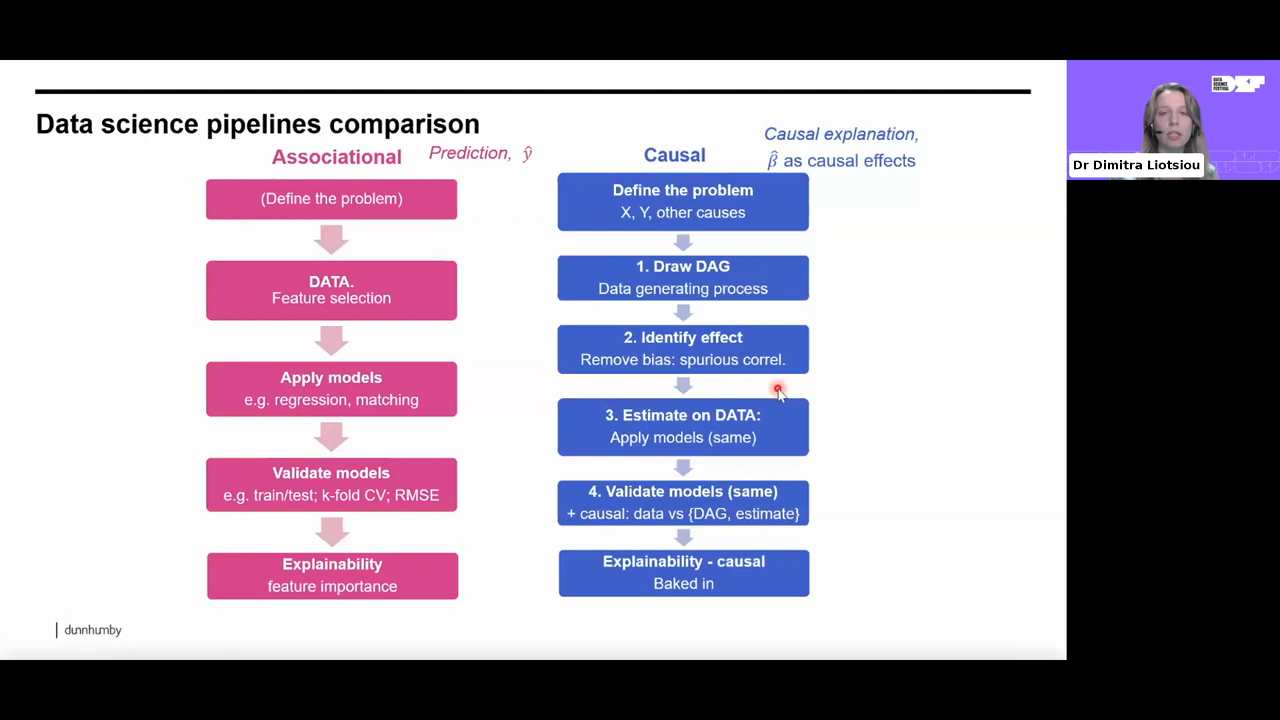 Data science pipelines comparison
Associational
Prediction, ŷ
(Define the problem)
DATA.
Feature selection
Apply models
e.g. regression, matching
Validate models
e.g. train/test; k-fold CV; RMSE
Explainability
feature importance
Causal
Causal explanation,
β̂ as causal effects
Define the problem
X, Y, other causes
1. Draw DAG
Data generating process
2. Identify effect
Remove bias: spurious correl.
3. Estimate on DATA:
Apply models (same)
4. Validate models (same)
+ causal: data vs {DAG, estimate}
Explainability - causal
Baked in
dunnhumby
DATA
SCIENCE
FESTIVAL
Dr Dimitra Liotsiou